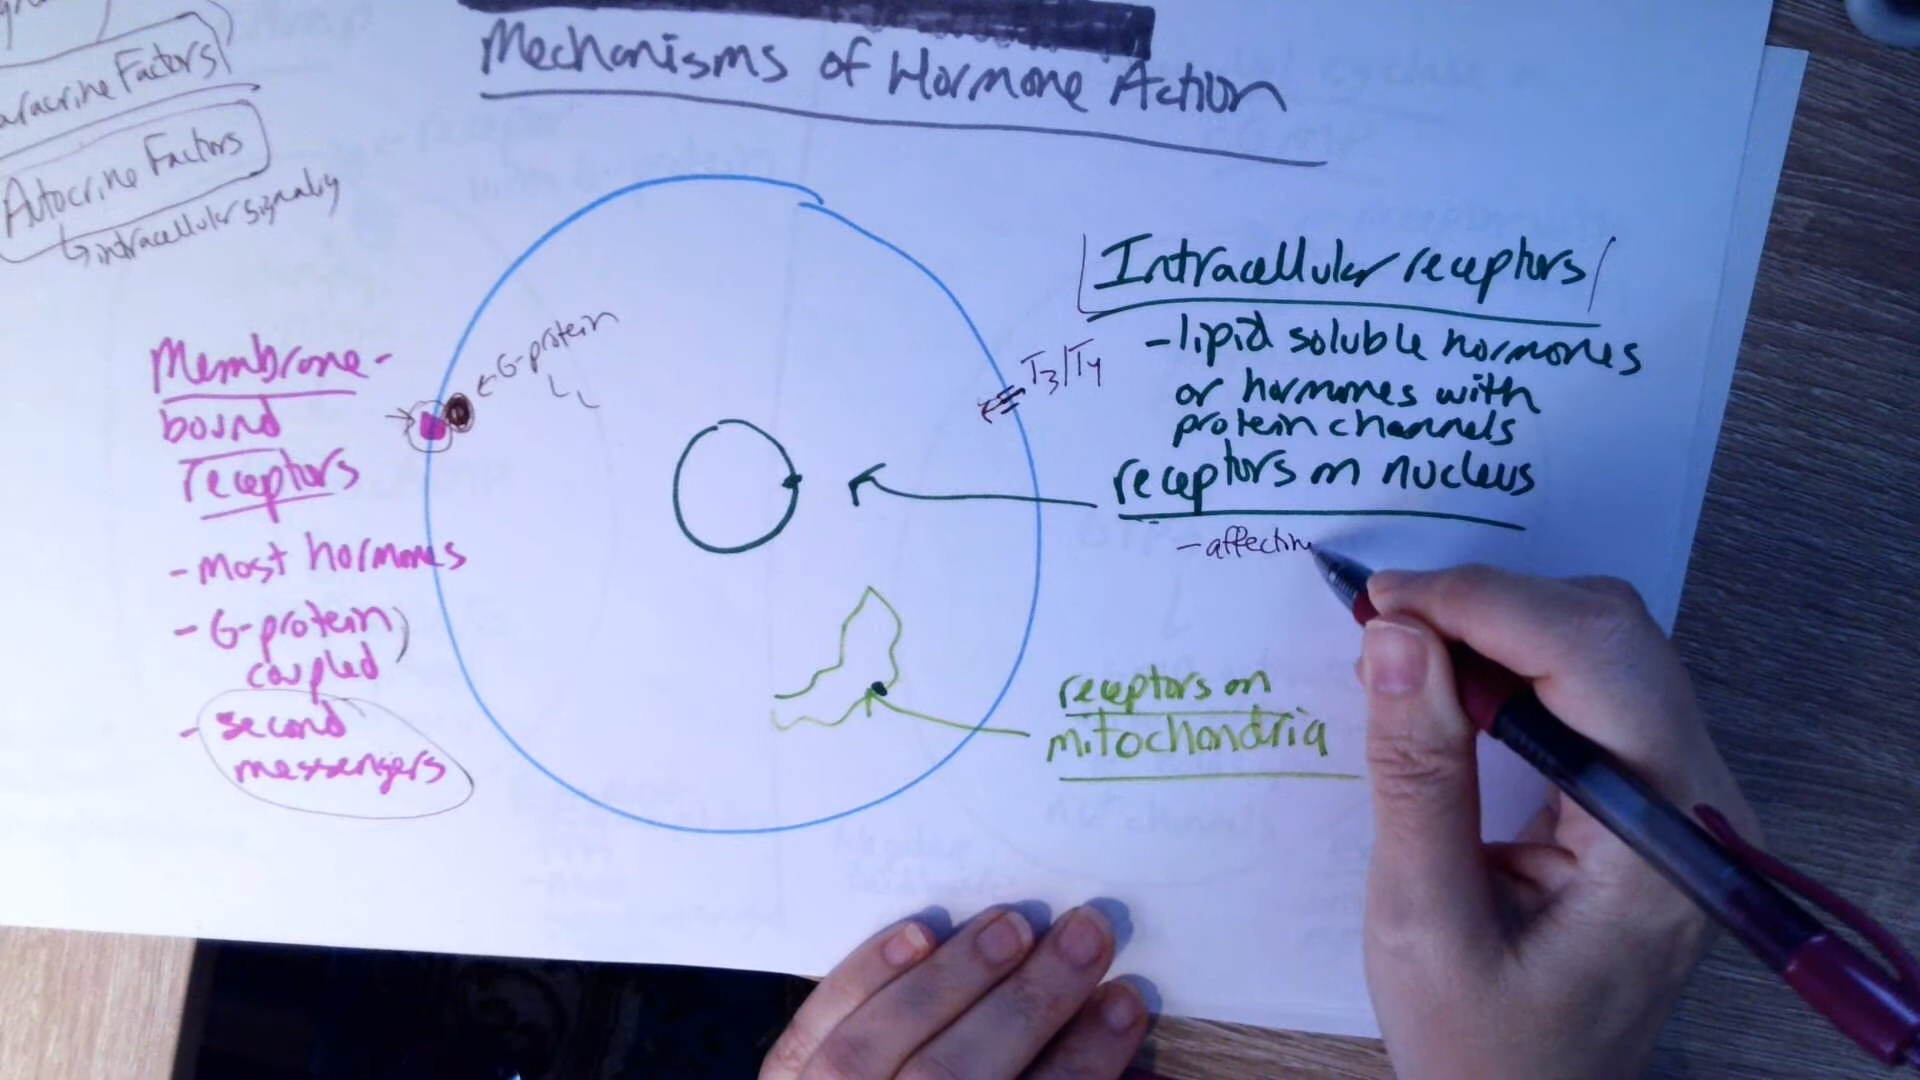 Mechanisms of Hormone Action
Factors
Autocrine Factors
intracellular signaling
Membrane-
bound
receptors
- Most hormones
- G-protein
coupled
- second
messengers
G-protein
T3/T4
Intracellular receptors
- lipid soluble hormones
or hormones with
protein channels
receptors on nucleus
- affectin
receptors on
mitochondria